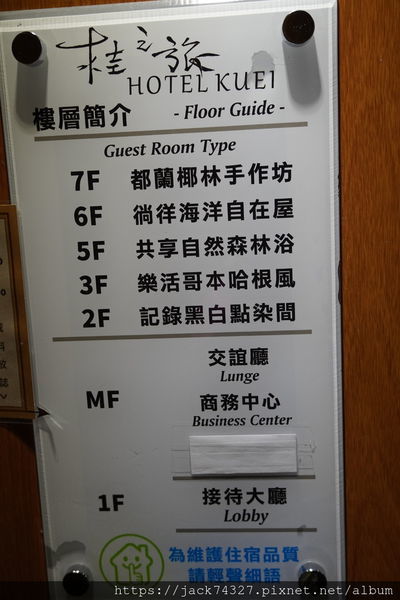 桂之旅
HOTEL KUEI
樓層簡介 - Floor Guide -
Guest Room Type
7F 都蘭椰林手作坊
6F 徜徉海洋自在屋
5F 共享自然森林浴
3F 樂活哥本哈根風
2F 記錄黑白點染間
交誼廳
Lunge
MF 商務中心
Business Center
1F 接待大廳
Lobby
為維護住宿品質
請輕聲細語
https://jack74327.pixnet.net/album